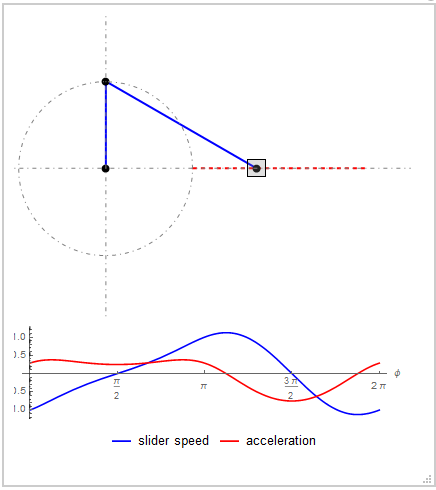 1.0
0.5
π/2
π
3π/2
2π
ϕ
0.5
1.0
slider speed
acceleration